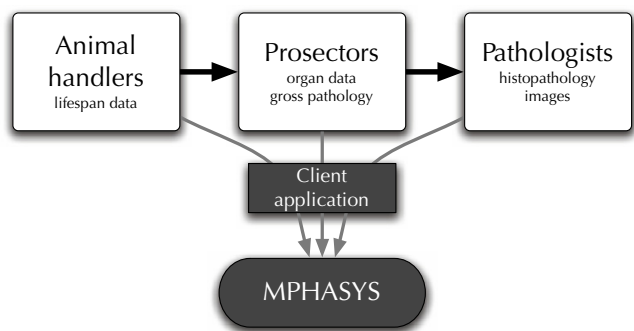 Animal
handlers
lifespan data
Prosectors
organ data
gross pathology
Pathologists
histopathology
images
Client
application
MPHASYS